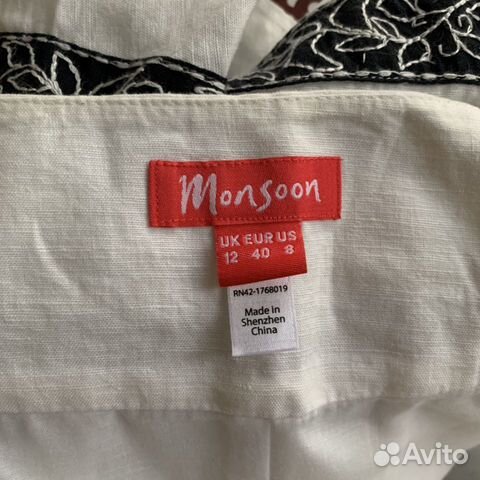 Monsoon
UK EUR US
12 40 8
RN42-1768019
Made in
Shenzhen
China
Avito